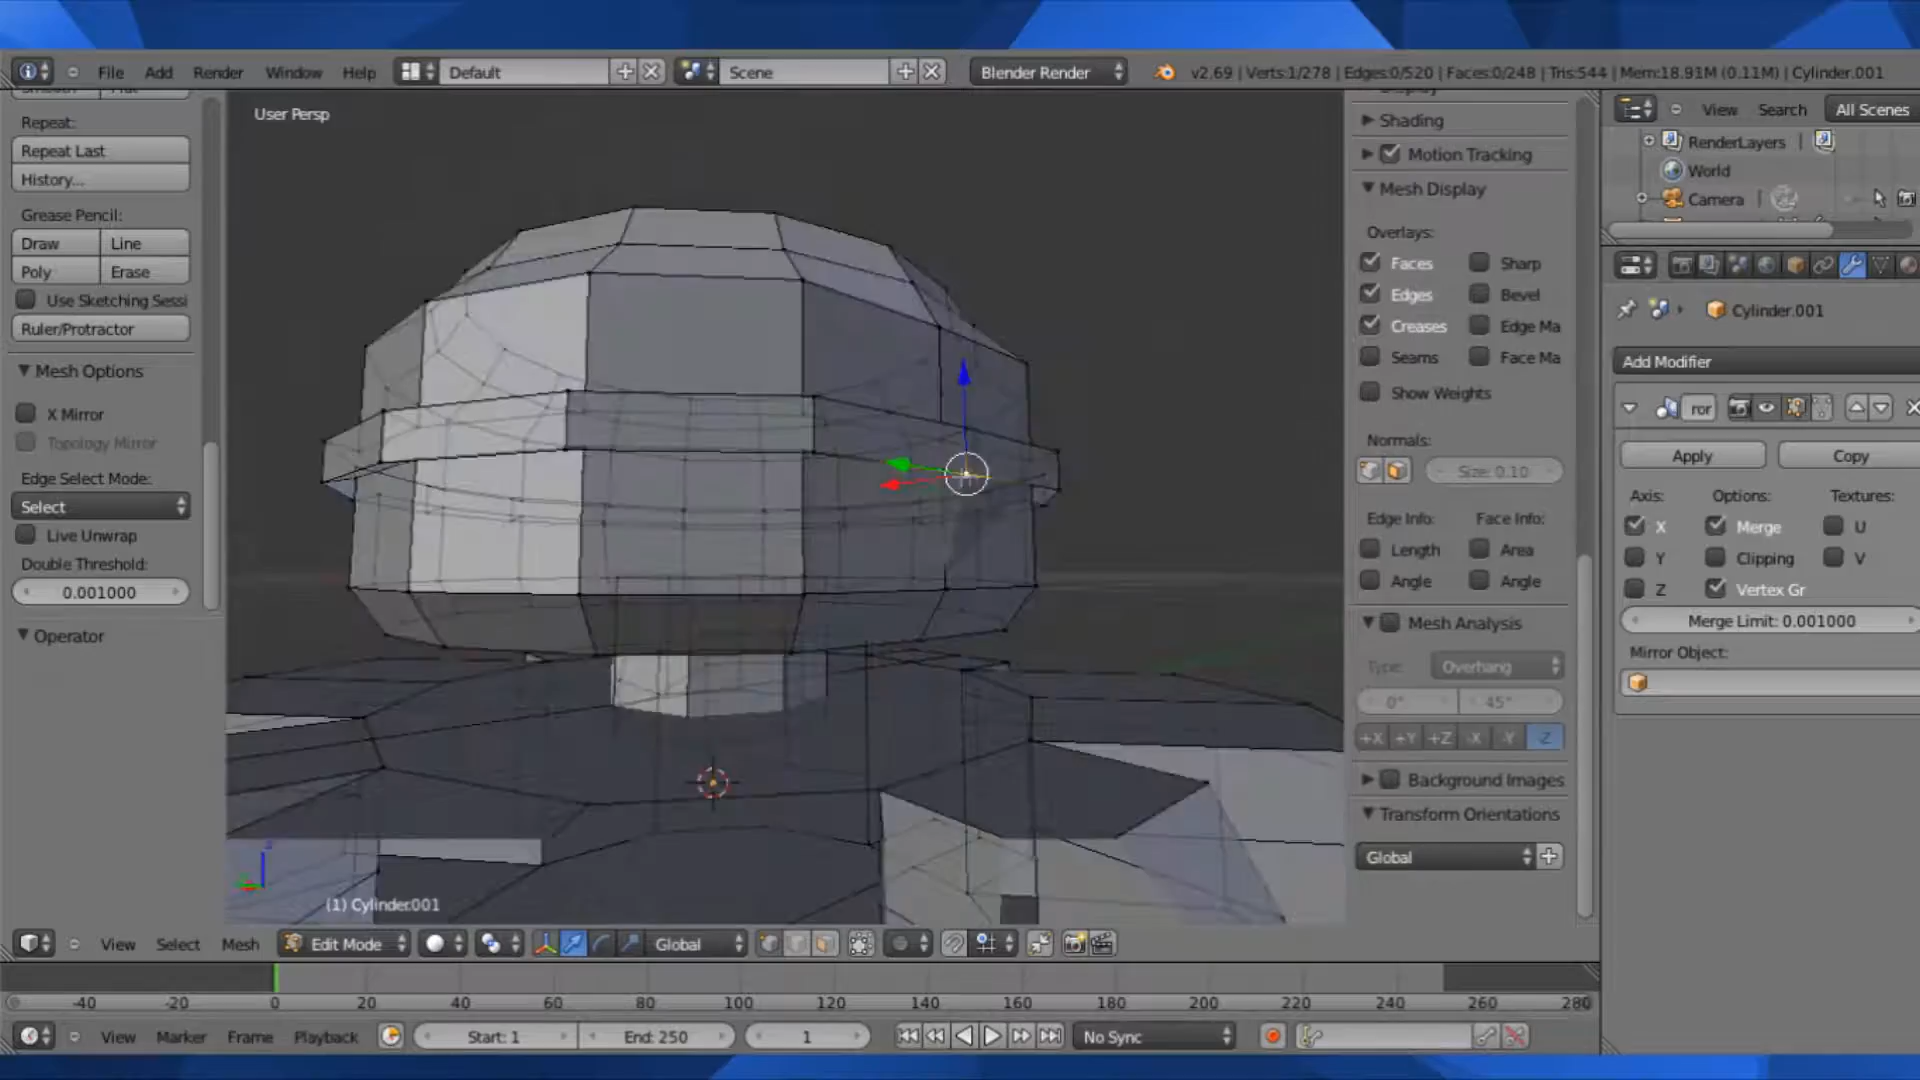 File Add Render Window Help Default Scene Blender Render v2.69 | Verts:1/278 | Edges:0/520 | Faces:0/248 | Tris:544 | Mem:18.91M (0.11M) | Cylinder.001
Repeat:
Repeat Last
History...
Grease Pencil:
Draw Line
Poly Erase
Use Sketching Sessi
Ruler/Protractor
Mesh Options
X Mirror
Topology Mirror
Edge Select Mode:
Select
Live Unwrap
Double Threshold:
0.001000
Operator
User Persp
(1) Cylinder.001
Shading
Motion Tracking
Mesh Display
Overlays:
Faces Sharp
Edges Bevel
Creases Edge Ma
Seams Face Ma
Show Weights
Normals:
Size: 0.10
Edge Info: Face Info:
Length Area
Angle Angle
Mesh Analysis
Type: Overhang
0° 45°
+X +Y +Z -X -Y -Z
Background Images
Transform Orientations
Global
View Search All Scenes
RenderLayers
World
Camera
Cylinder.001
Add Modifier
ror
Apply Copy
Axis: Options: Textures:
X Merge U
Y Clipping V
Z Vertex Gr
Merge Limit: 0.001000
Mirror Object:
View Select Mesh Edit Mode Global
-40 -20 0 20 40 60 80 100 120 140 160 180 200 220 240 260 280
View Marker Frame Playback Start: 1 End: 250 1 No Sync